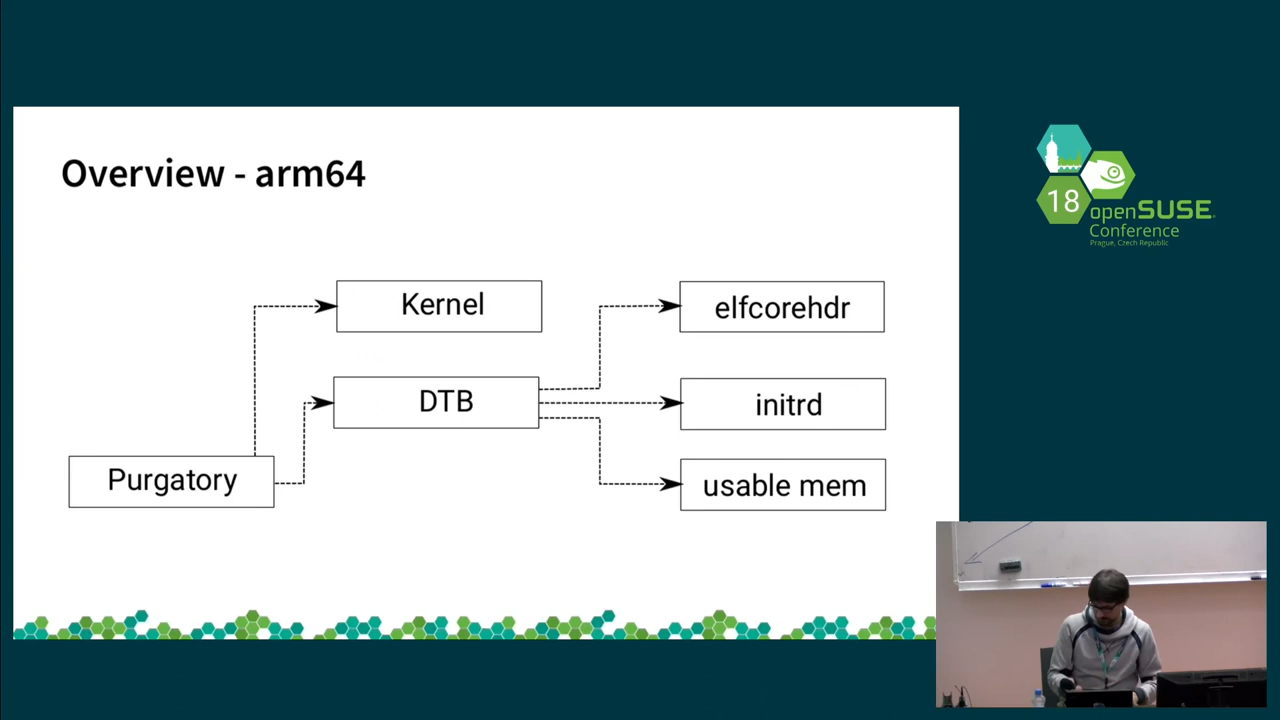 Overview - arm64
Kernel
elfcorehdr
DTB
initrd
Purgatory
usable mem
18
openSUSE
Conference
Prague, Czech Republic